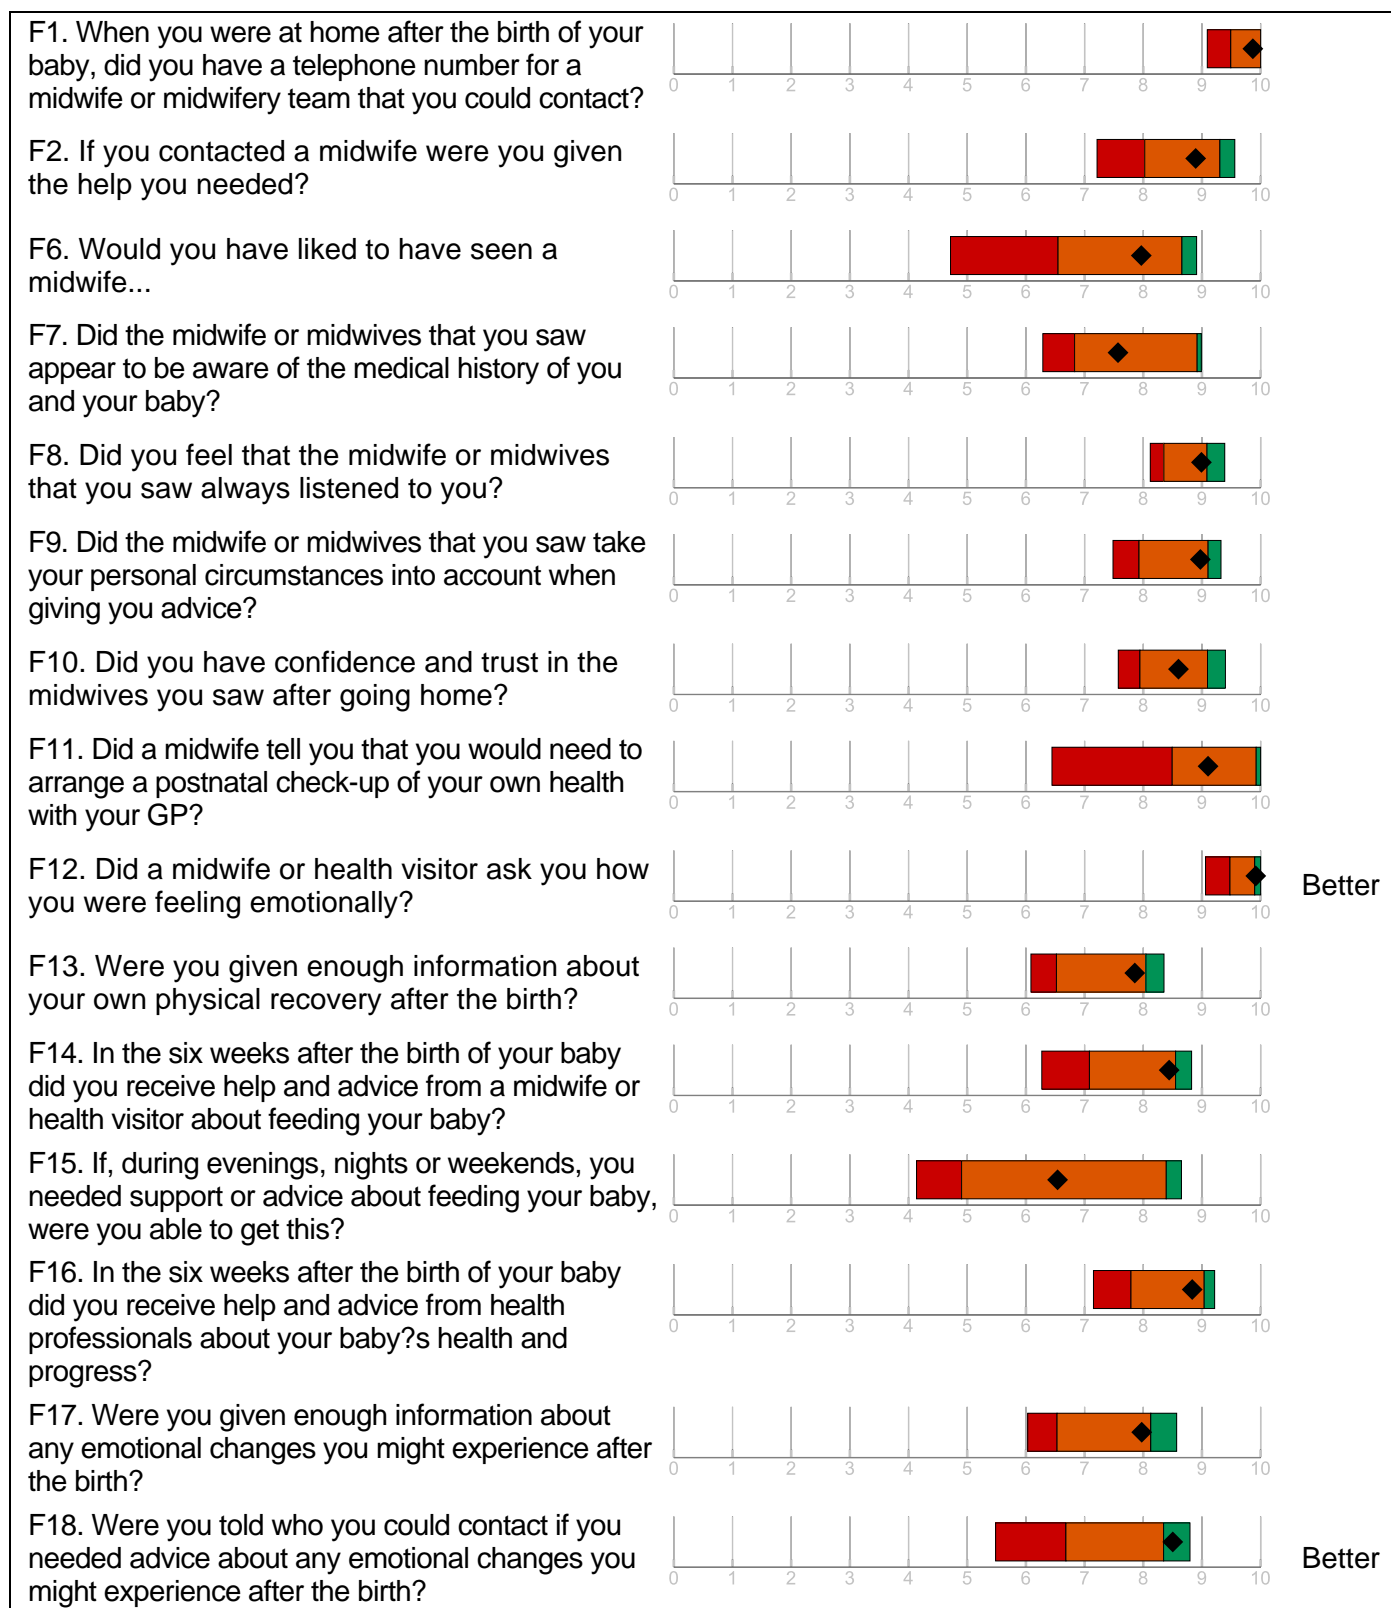 F1. When you were at home after the birth of your
baby, did you have a telephone number for a
midwife or midwifery team that you could contact?
0 1 2 3 4 5 6 7 8 9 10
F2. If you contacted a midwife were you given
the help you needed?
0 1 2 3 4 5 6 7 8 9 10
F6. Would you have liked to have seen a
midwife...
0 1 2 3 4 5 6 7 8 9 10
F7. Did the midwife or midwives that you saw
appear to be aware of the medical history of you
and your baby?
0 1 2 3 4 5 6 7 8 9 10
F8. Did you feel that the midwife or midwives
that you saw always listened to you?
0 1 2 3 4 5 6 7 8 9 10
F9. Did the midwife or midwives that you saw take
your personal circumstances into account when
giving you advice?
0 1 2 3 4 5 6 7 8 9 10
F10. Did you have confidence and trust in the
midwives you saw after going home?
0 1 2 3 4 5 6 7 8 9 10
F11. Did a midwife tell you that you would need to
arrange a postnatal check-up of your own health
with your GP?
0 1 2 3 4 5 6 7 8 9 10
F12. Did a midwife or health visitor ask you how
you were feeling emotionally?
0 1 2 3 4 5 6 7 8 9 10
Better
F13. Were you given enough information about
your own physical recovery after the birth?
0 1 2 3 4 5 6 7 8 9 10
F14. In the six weeks after the birth of your baby
did you receive help and advice from a midwife or
health visitor about feeding your baby?
0 1 2 3 4 5 6 7 8 9 10
F15. If, during evenings, nights or weekends, you
needed support or advice about feeding your baby,
were you able to get this?
0 1 2 3 4 5 6 7 8 9 10
F16. In the six weeks after the birth of your baby
did you receive help and advice from health
professionals about your baby?s health and
progress?
0 1 2 3 4 5 6 7 8 9 10
F17. Were you given enough information about
any emotional changes you might experience after
the birth?
0 1 2 3 4 5 6 7 8 9 10
F18. Were you told who you could contact if you
needed advice about any emotional changes you
might experience after the birth?
0 1 2 3 4 5 6 7 8 9 10
Better